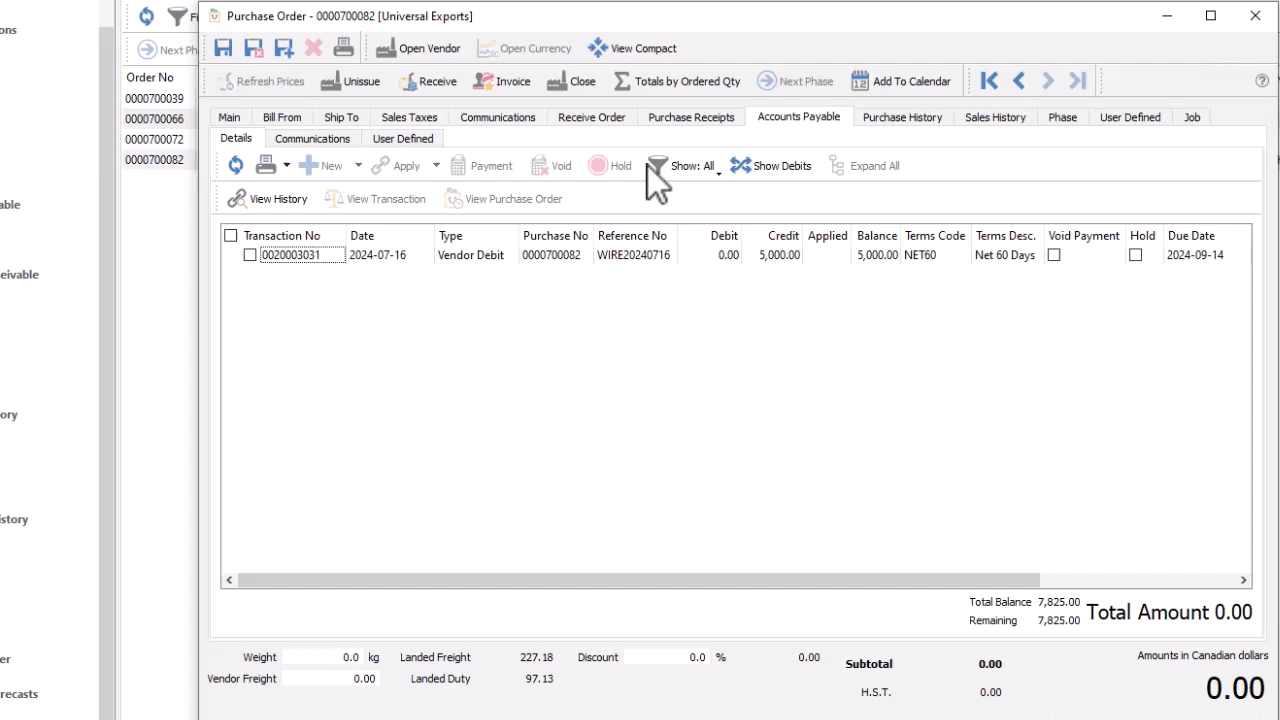 Purchase Order - 0000700082 [Universal Exports]
Open Vendor Open Currency View Compact
Refresh Prices Unissue Receive Invoice Close Totals by Ordered Qty Next Phase 12 Add To Calendar
Main Bill From Ship To Sales Taxes Communications Receive Order Purchase Receipts Accounts Payable Purchase History Sales History Phase User Defined Job
Details Communications User Defined
New Apply Payment Void Hold Show: All Show Debits Expand All
View History View Transaction View Purchase Order
Transaction No Date Type Purchase No Reference No Debit Credit Applied Balance Terms Code Terms Desc. Void Payment Hold Due Date
0020003031 2024-07-16 Vendor Debit 0000700082 WIRE20240716 0.00 5,000.00 5,000.00 NET60 Net 60 Days 2024-09-14
Total Balance 7,825.00
Remaining 7,825.00
Total Amount 0.00
Weight 0.0 kg Landed Freight 227.18 Discount 0.0 % 0.00 Subtotal 0.00
Vendor Freight 0.00 Landed Duty 97.13 H.S.T. 0.00
Amounts in Canadian dollars
0.00
Next Ph
Order No
0000700039
0000700066
0000700072
0000700082
ons
able
eivable
ory
istory
er
recasts